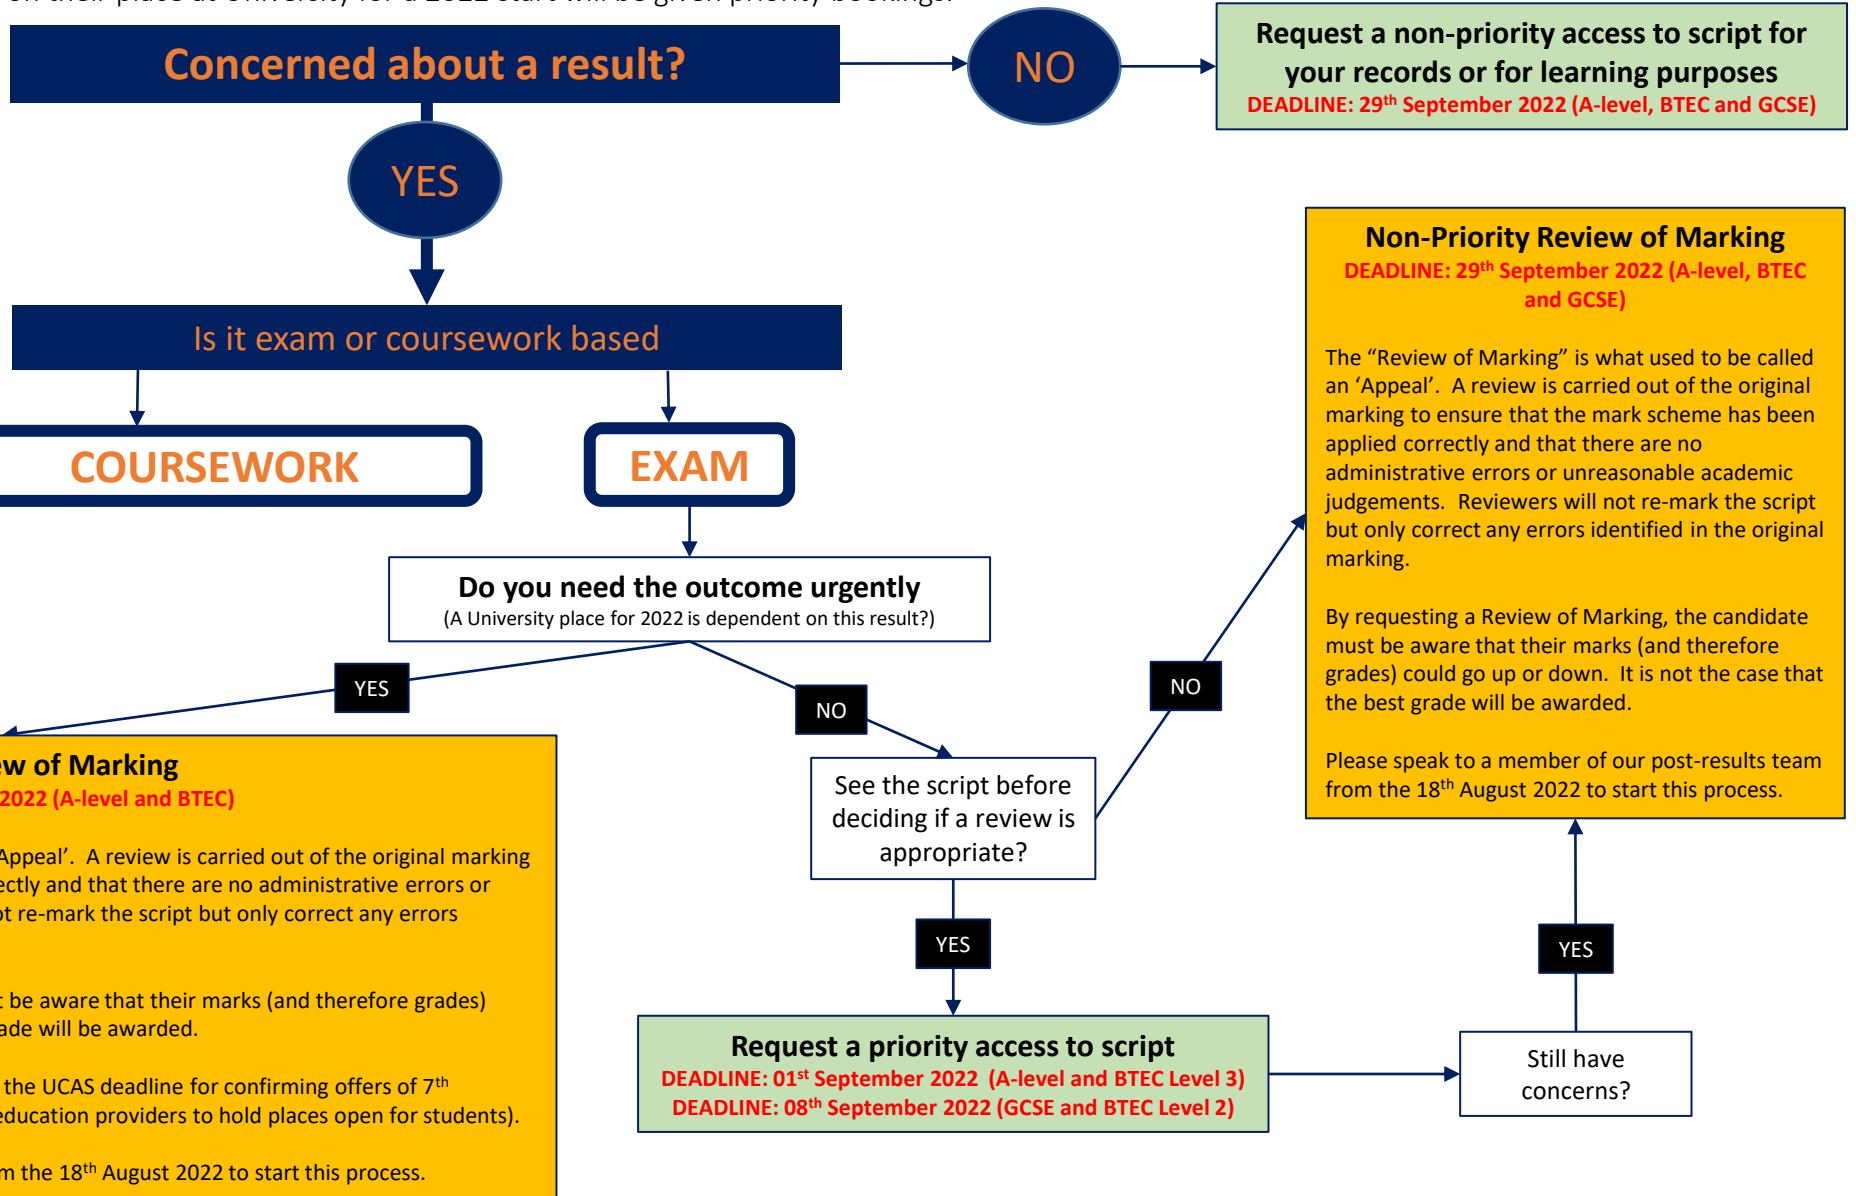 on their place at University for a 2022 start will be given priority bookings.
Concerned about a result?
NO
Request a non-priority access to script for
your records or for learning purposes
DEADLINE: 29th September 2022 (A-level, BTEC and GCSE)
YES
Is it exam or coursework based
COURSEWORK
EXAM
Do you need the outcome urgently
(A University place for 2022 is dependent on this result?)
YES
NO
NO
Non-Priority Review of Marking
DEADLINE: 29th September 2022 (A-level, BTEC
and GCSE)
The “Review of Marking” is what used to be called
an ‘Appeal’. A review is carried out of the original
marking to ensure that the mark scheme has been
applied correctly and that there are no
administrative errors or unreasonable academic
judgements. Reviewers will not re-mark the script
but only correct any errors identified in the original
marking.
By requesting a Review of Marking, the candidate
must be aware that their marks (and therefore
grades) could go up or down. It is not the case that
the best grade will be awarded.
Please speak to a member of our post-results team
from the 18th August 2022 to start this process.
See the script before
deciding if a review is
appropriate?
of Marking
2022 (A-level and BTEC)
Appeal’. A review is carried out of the original marking
and that there are no administrative errors or
re-mark the script but only correct any errors
be aware that their marks (and therefore grades)
will be awarded.
the UCAS deadline for confirming offers of 7th
education providers to hold places open for students).
the 18th August 2022 to start this process.
YES
Request a priority access to script
DEADLINE: 01st September 2022 (A-level and BTEC Level 3)
DEADLINE: 08th September 2022 (GCSE and BTEC Level 2)
YES
Still have
concerns?